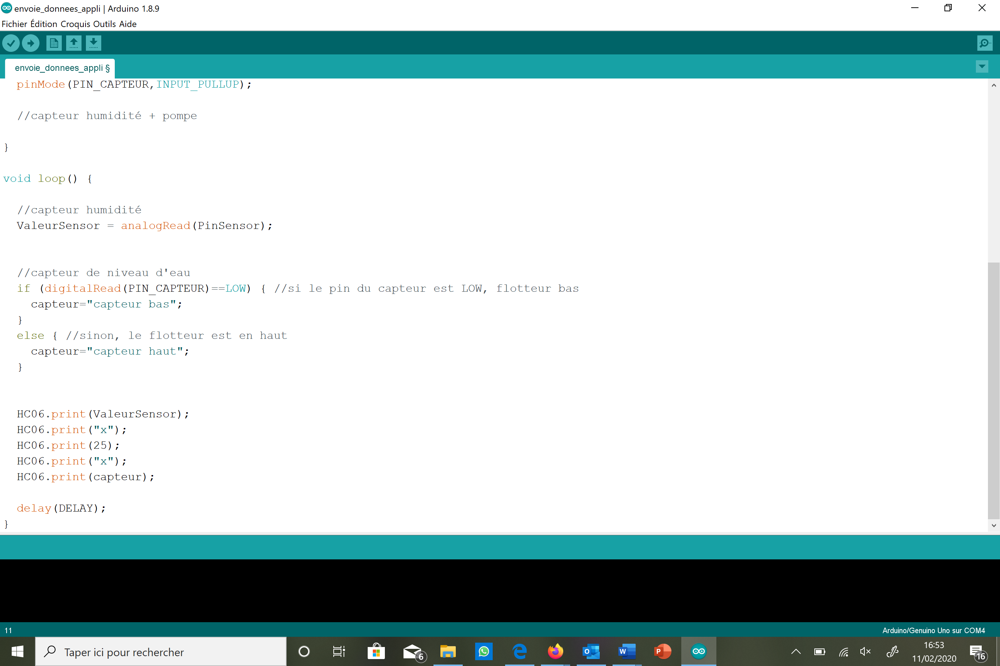 envoie_donnees_appli | Arduino 1.8.9
Fichier Édition Croquis Outils Aide
envoie_donnees_appli §
pinMode(PIN_CAPTEUR,INPUT_PULLUP);
//capteur humidité + pompe
}
void loop() {
//capteur humidité
ValeurSensor = analogRead(PinSensor);
//capteur de niveau d'eau
if (digitalRead(PIN_CAPTEUR)==LOW) { //si le pin du capteur est LOW, flotteur bas
capteur="capteur bas";
}
else { //sinon, le flotteur est en haut
capteur="capteur haut";
}
HC06.print(ValeurSensor);
HC06.print("x");
HC06.print(25);
HC06.print("x");
HC06.print(capteur);
delay(DELAY);
}
11
Arduino/Genuino Uno sur COM4
Taper ici pour rechercher
6
O
W
P
16:53
11/02/2020
16